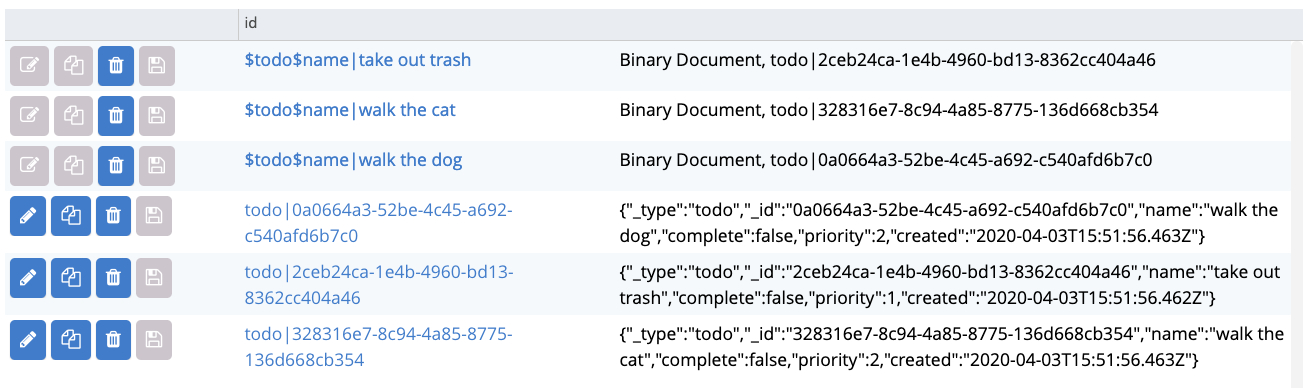 id
$todo$name|take out trash
Binary Document, todo|2ceb24ca-1e4b-4960-bd13-8362cc404a46
$todo$name|walk the cat
Binary Document, todo|328316e7-8c94-4a85-8775-136d668cb354
$todo$name|walk the dog
Binary Document, todo|0a0664a3-52be-4c45-a692-c540afd6b7c0
todo|0a0664a3-52be-4c45-a692-
c540afd6b7c0
{"_type":"todo","_id":"0a0664a3-52be-4c45-a692-c540afd6b7c0","name":"walk the
dog","complete":false,"priority":2,"created":"2020-04-03T15:51:56.463Z"}
todo|2ceb24ca-1e4b-4960-bd13-
8362cc404a46
{"_type":"todo","_id":"2ceb24ca-1e4b-4960-bd13-8362cc404a46","name":"take out
trash","complete":false,"priority":1,"created":"2020-04-03T15:51:56.462Z"}
todo|328316e7-8c94-4a85-8775-
136d668cb354
{"_type":"todo","_id":"328316e7-8c94-4a85-8775-136d668cb354","name":"walk the
cat","complete":false,"priority":2,"created":"2020-04-03T15:51:56.463Z"}